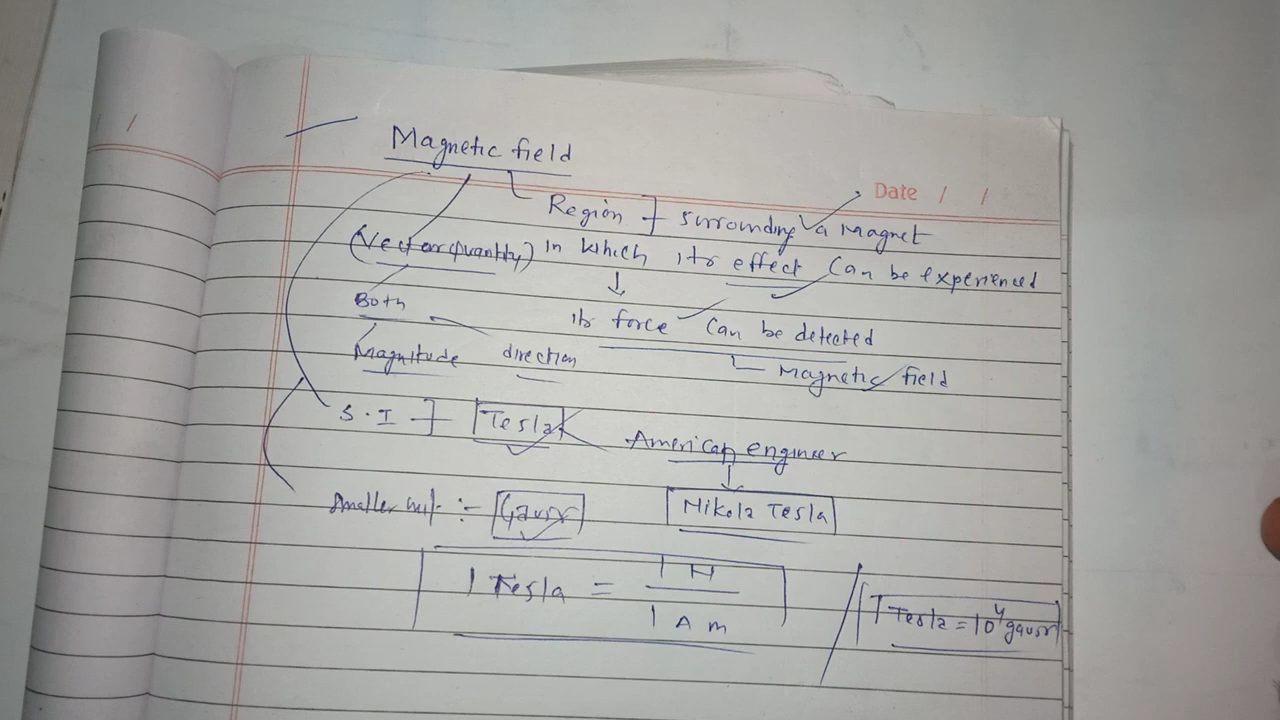 Magnetic field
Date / /
Region surrounding a magnet
(Vector quantity) in which its effect can be experienced
Both
its force can be detected
Magnitude direction
Magnetic field
S.I Tesla
American engineer
Smaller unit :- Gauss
Nikola Tesla
1 Tesla = 1 N / 1 A m
1 Tesla = 10⁴ gauss